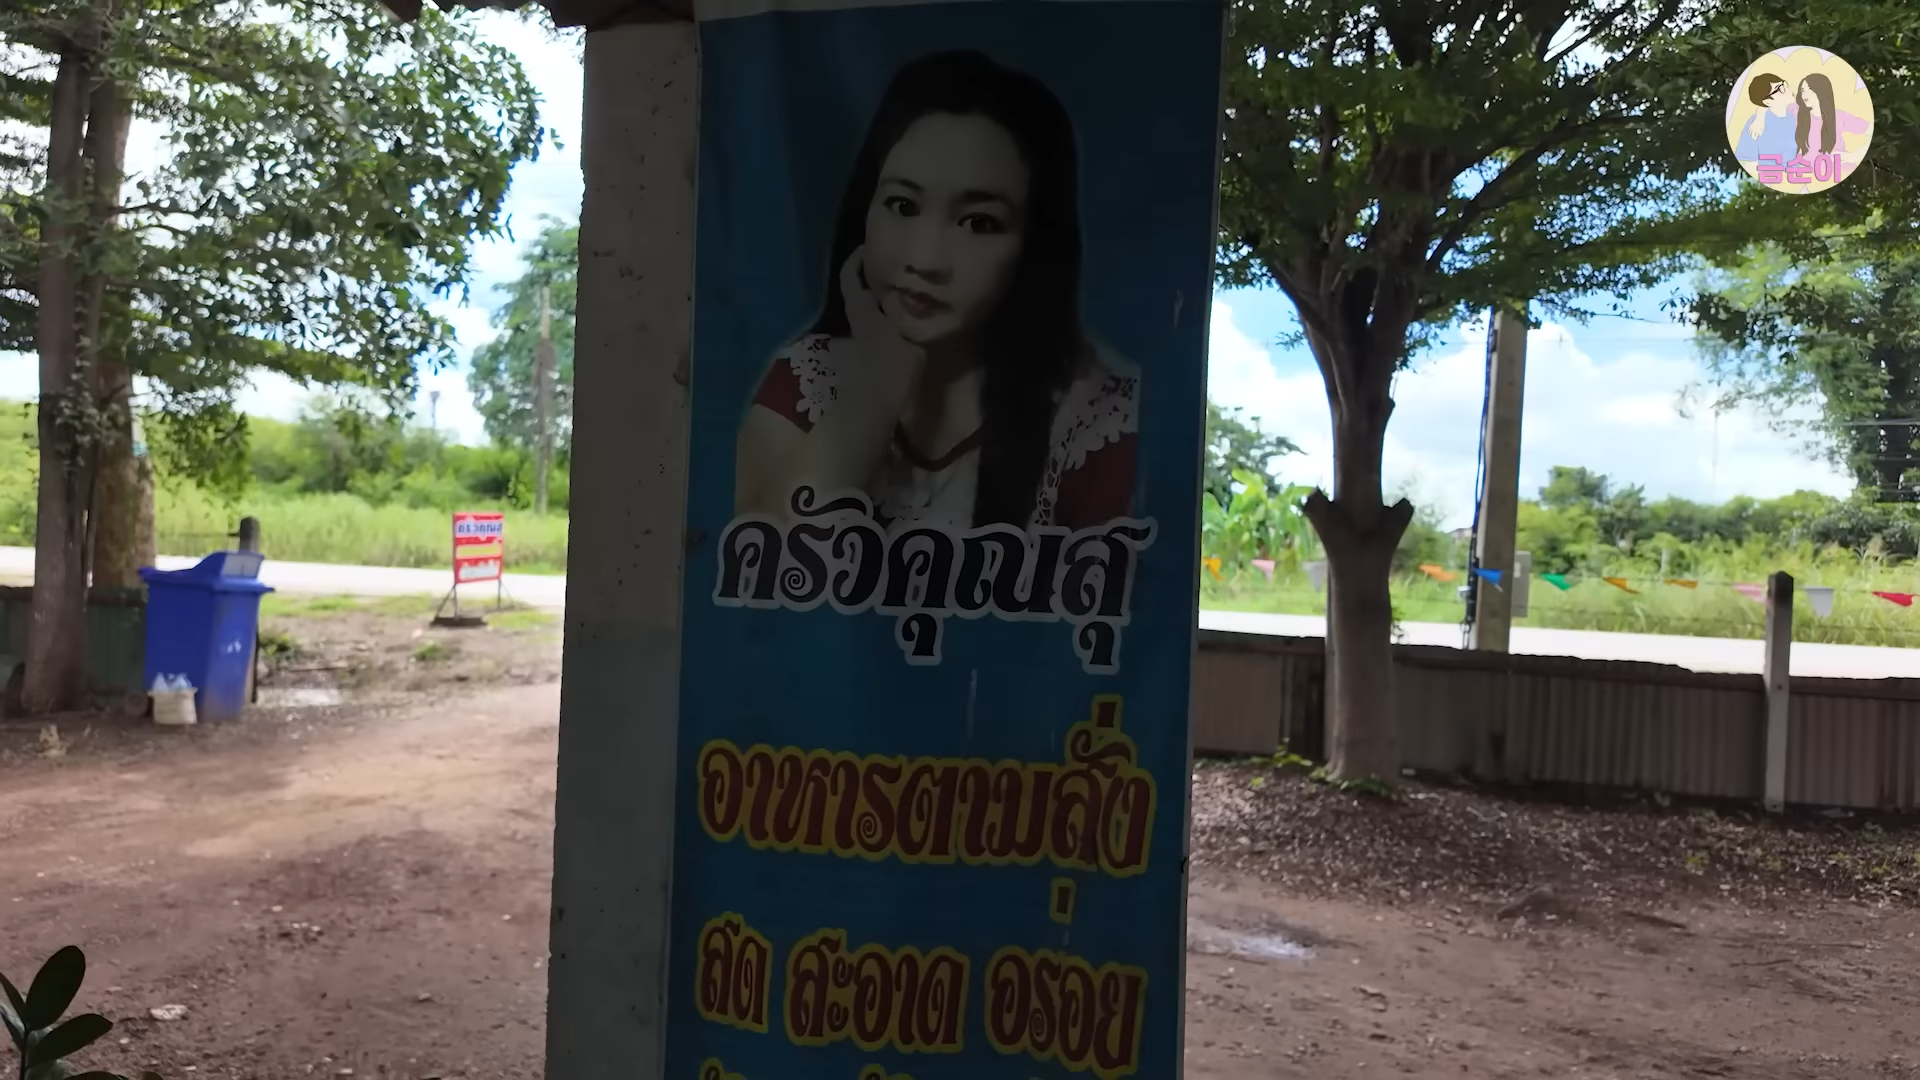 금순이
ครัวคุณสุ
อาหารตามสั่ง
สด สะอาด อร่อย